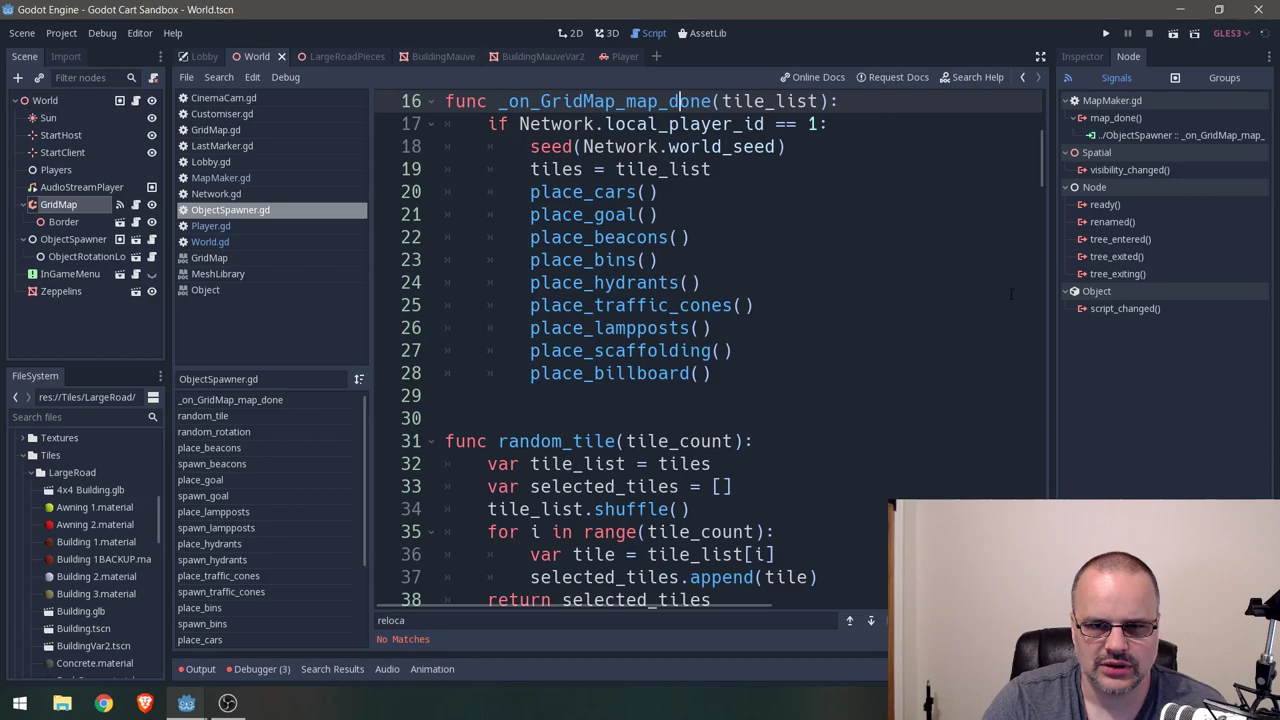 Godot Engine - Godot Cart Sandbox - World.tscn
Scene Project Debug Editor Help
2D 3D Script AssetLib
GLES3
Scene Import
Filter nodes
World
Sun
StartHost
StartClient
Players
AudioStreamPlayer
GridMap
Border
ObjectSpawner
ObjectRotationLo
InGameMenu
Zeppelins
FileSystem
res://Tiles/LargeRoad/
Search files
Textures
Tiles
LargeRoad
4x4 Building.glb
Awning 1.material
Awning 2.material
Building 1.material
Building 1BACKUP.ma
Building 2.material
Building 3.material
Building.glb
Building.tscn
BuildingVar2.tscn
Concrete.material
Lobby World LargeRoadPieces BuildingMauve BuildingMauveVar2 Player
File Search Edit Debug
Online Docs Request Docs Search Help
CinemaCam.gd
Customiser.gd
GridMap.gd
LastMarker.gd
Lobby.gd
MapMaker.gd
Network.gd
ObjectSpawner.gd
Player.gd
World.gd
GridMap
MeshLibrary
Object
ObjectSpawner.gd
_on_GridMap_map_done
random_tile
random_rotation
place_beacons
spawn_beacons
place_goal
spawn_goal
place_lampposts
spawn_lampposts
place_hydrants
spawn_hydrants
place_traffic_cones
spawn_traffic_cones
place_bins
spawn_bins
place_cars
16 func _on_GridMap_map_done(tile_list):
17 if Network.local_player_id == 1:
18 seed(Network.world_seed)
19 tiles = tile_list
20 place_cars()
21 place_goal()
22 place_beacons()
23 place_bins()
24 place_hydrants()
25 place_traffic_cones()
26 place_lampposts()
27 place_scaffolding()
28 place_billboard()
29
30
31 func random_tile(tile_count):
32 var tile_list = tiles
33 var selected_tiles = []
34 tile_list.shuffle()
35 for i in range(tile_count):
36 var tile = tile_list[i]
37 selected_tiles.append(tile)
38 return selected_tiles
reloca
No Matches
Output Debugger (3) Search Results Audio Animation
Inspector Node
Signals Groups
MapMaker.gd
map_done()
../ObjectSpawner :: _on_GridMap_map_
Spatial
visibility_changed()
Node
ready()
renamed()
tree_entered()
tree_exited()
tree_exiting()
Object
script_changed()